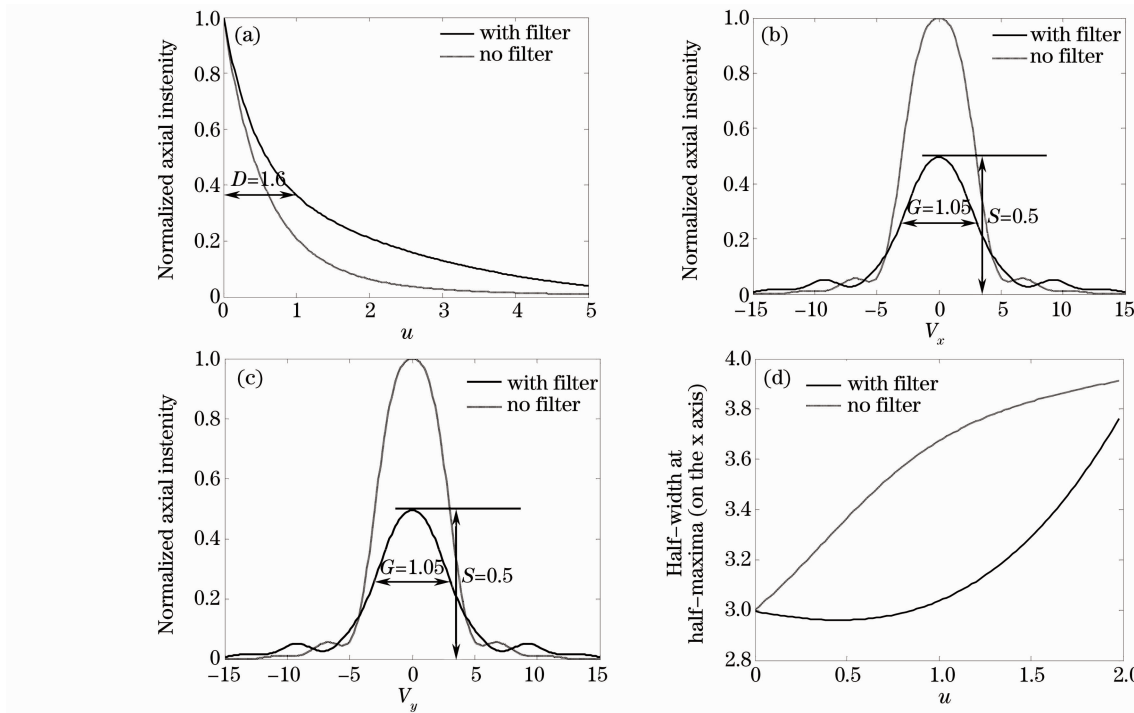 (a)
with filter
no filter
D=1.6
Normalized axial instenity
1.0
0.8
0.6
0.4
0.2
0
0 1 2 3 4 5
u
(b)
with filter
no filter
G=1.05
S=0.5
Normalized axial instenity
1.0
0.8
0.6
0.4
0.2
0
−15 −10 −5 0 5 10 15
Vx
(c)
with filter
no filter
G=1.05
S=0.5
Normalized axial instenity
1.0
0.8
0.6
0.4
0.2
0
−15 −10 −5 0 5 10 15
Vy
(d)
with filter
no filter
Half−width at
half−maxima (on the x axis)
4.0
3.8
3.6
3.4
3.2
3.0
2.8
0 0.5 1.0 1.5 2.0
u